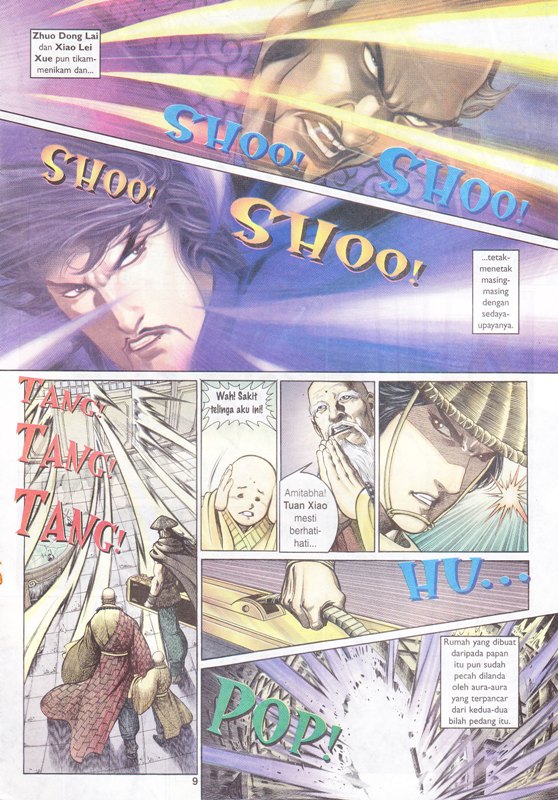 Zhuo Dong Lai
dan Xiao Lei
Xue pun tikam-
menikam dan...
SHOO!
SHOO!
SHOO!
SHOO!
...tetak-
menetak
masing-
masing
dengan
sedaya-
upayanya.
TANG!
TANG!
TANG!
Wah! Sakit
telinga aku ini!
Amitabha!
Tuan Xiao
mesti
berhati-
hati...
HU...
Rumah yang dibuat
daripada papan
itu pun sudah
pecah dilanda
oleh aura-aura
yang terpancar
dari kedua-dua
bilah pedang itu.
POP!
9